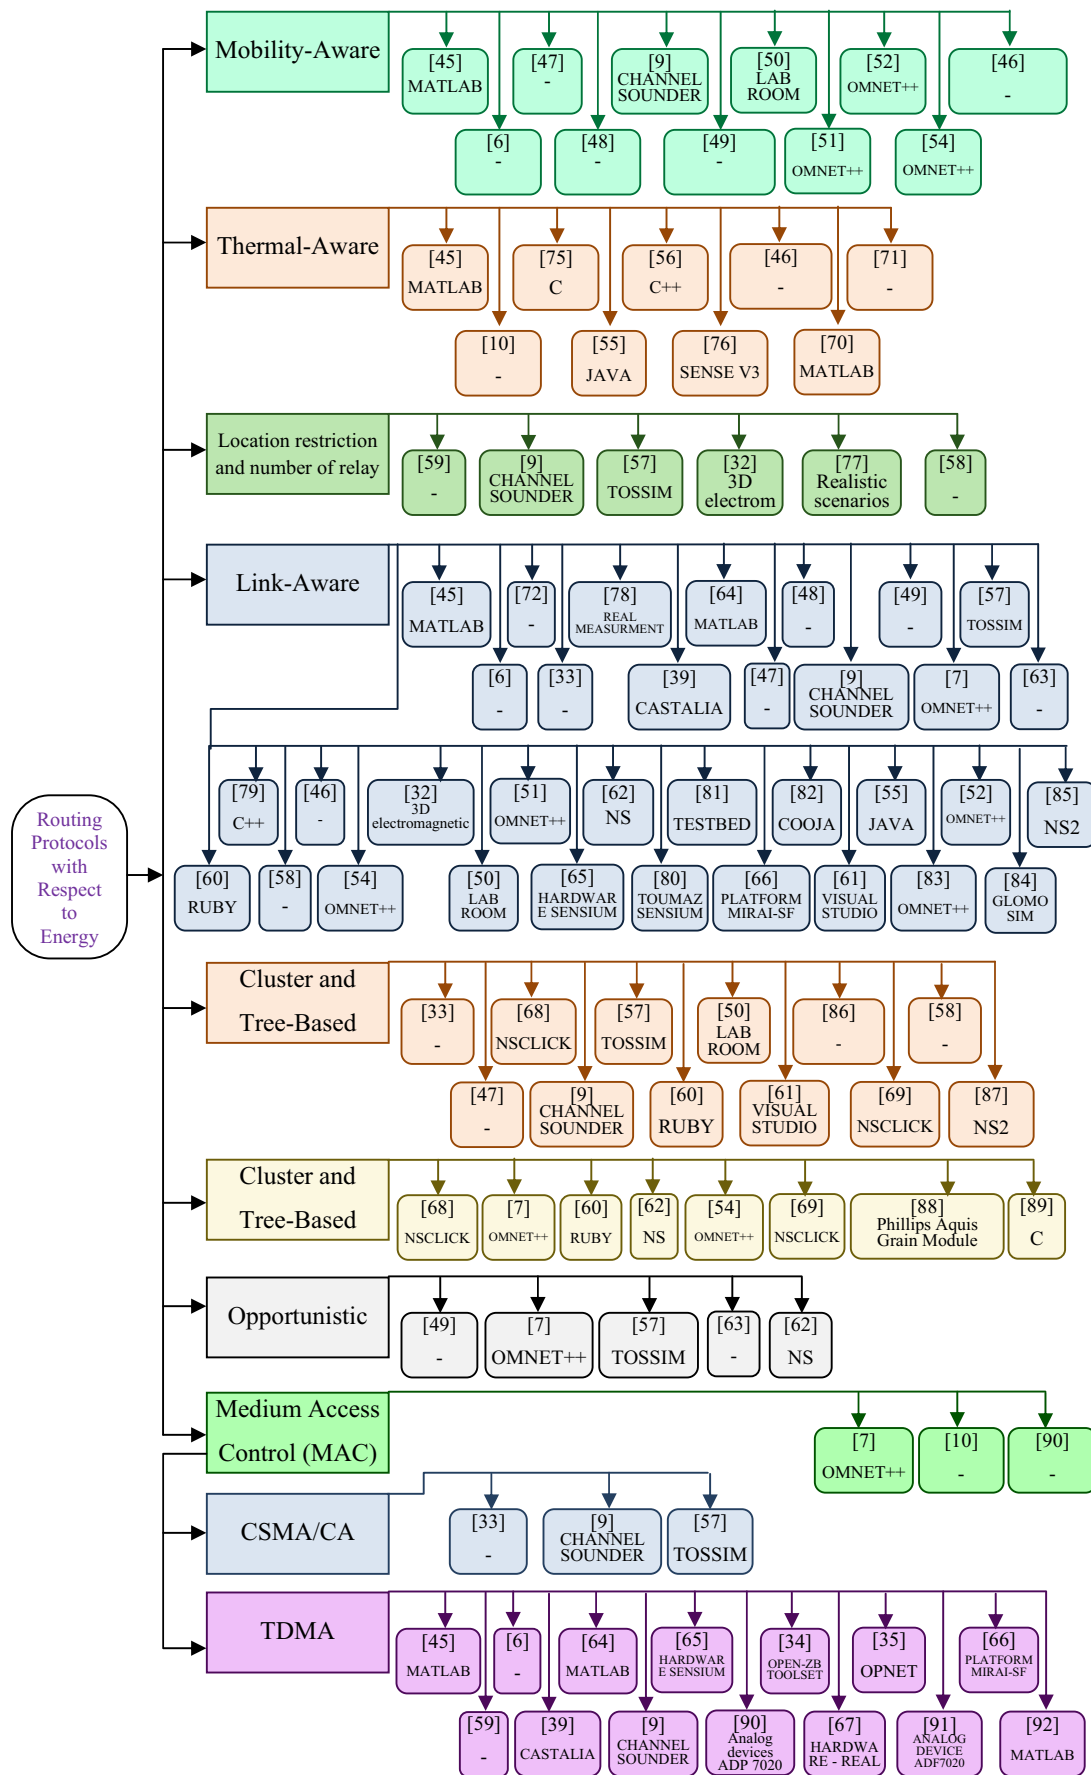 Routing
Protocols
with
Respect
to
Energy
Mobility-Aware
[45]
MATLAB
[47]
-
[9]
CHANNEL
SOUNDER
[50]
LAB
ROOM
[52]
OMNET++
[46]
-
[6]
-
[48]
-
[49]
-
[51]
OMNET++
[54]
OMNET++
Thermal-Aware
[45]
MATLAB
[75]
C
[56]
C++
[46]
-
[71]
-
[10]
-
[55]
JAVA
[76]
SENSE V3
[70]
MATLAB
Location restriction
and number of relay
[59]
-
[9]
CHANNEL
SOUNDER
[57]
TOSSIM
[32]
3D
electrom
[77]
Realistic
scenarios
[58]
-
Link-Aware
[45]
MATLAB
[72]
-
[78]
REAL
MEASURMENT
[64]
MATLAB
[48]
-
[49]
-
[57]
TOSSIM
[6]
-
[33]
-
[39]
CASTALIA
[47]
-
[9]
CHANNEL
SOUNDER
[7]
OMNET++
[63]
-
[79]
C++
[46]
-
[32]
3D
electromagnetic
[51]
OMNET++
[62]
NS
[81]
TESTBED
[82]
COOJA
[55]
JAVA
[52]
OMNET++
[85]
NS2
[60]
RUBY
[58]
-
[54]
OMNET++
[50]
LAB
ROOM
[65]
HARDWAR
E SENSIUM
[80]
TOUMAZ
SENSIUM
[66]
PLATFORM
MIRAI-SF
[61]
VISUAL
STUDIO
[83]
OMNET++
[84]
GLOMO
SIM
Cluster and
Tree-Based
[33]
-
[68]
NSCLICK
[57]
TOSSIM
[50]
LAB
ROOM
[86]
-
[58]
-
[47]
-
[9]
CHANNEL
SOUNDER
[60]
RUBY
[61]
VISUAL
STUDIO
[69]
NSCLICK
[87]
NS2
Cluster and
Tree-Based
[68]
NSCLICK
[7]
OMNET++
[60]
RUBY
[62]
NS
[54]
OMNET++
[69]
NSCLICK
[88]
Phillips Aquis
Grain Module
[89]
C
Opportunistic
[49]
-
[7]
OMNET++
[57]
TOSSIM
[63]
-
[62]
NS
Medium Access
Control (MAC)
[7]
OMNET++
[10]
-
[90]
-
CSMA/CA
[33]
-
[9]
CHANNEL
SOUNDER
[57]
TOSSIM
TDMA
[45]
MATLAB
[6]
-
[64]
MATLAB
[65]
HARDWAR
E SENSIUM
[34]
OPEN-ZB
TOOLSET
[35]
OPNET
[66]
PLATFORM
MIRAI-SF
[59]
-
[39]
CASTALIA
[9]
CHANNEL
SOUNDER
[90]
Analog
devices
ADP 7020
[67]
HARDWA
RE - REAL
[91]
ANALOG
DEVICE
ADF7020
[92]
MATLAB